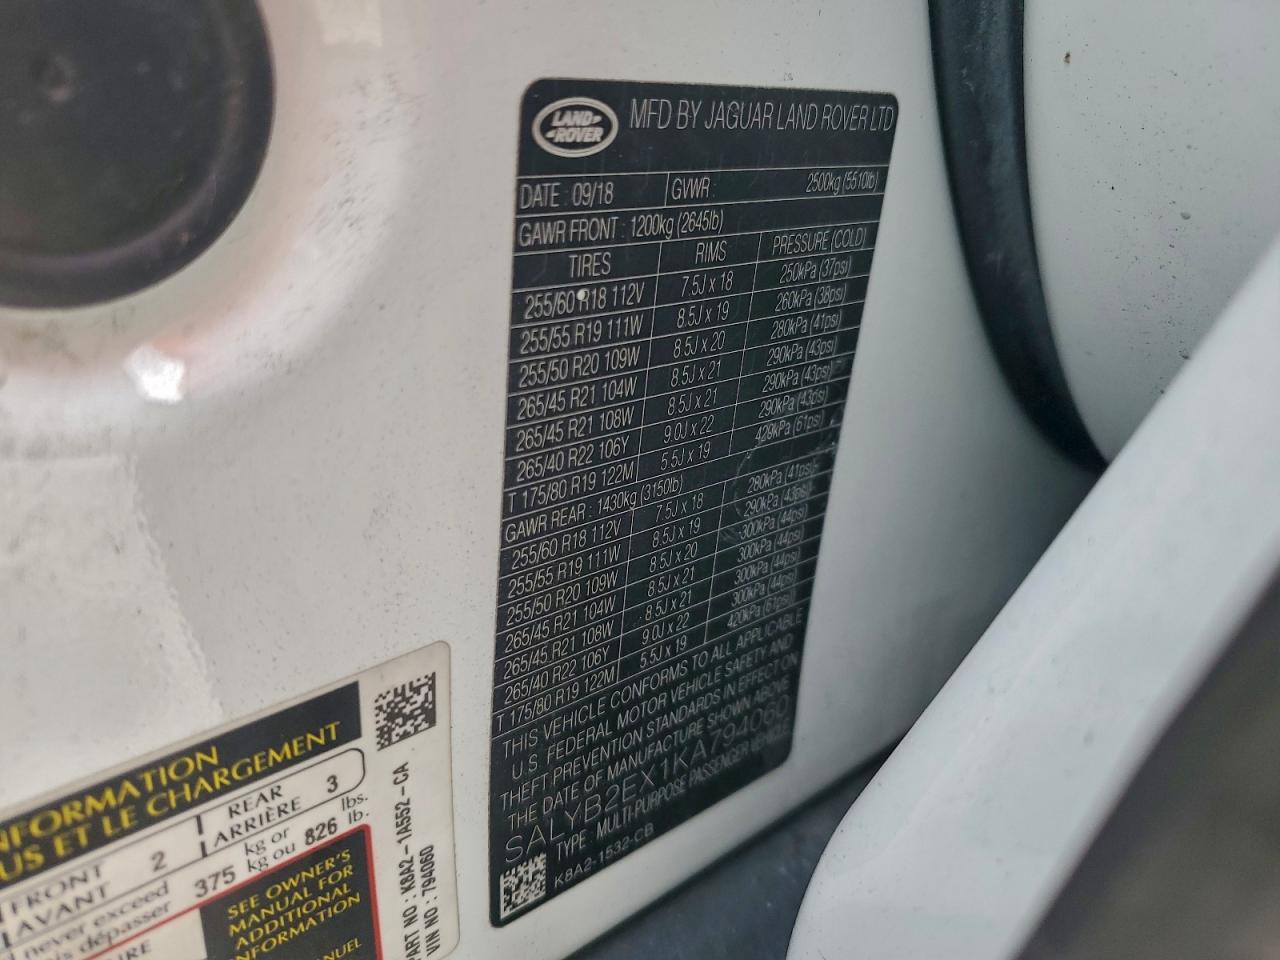 LAND ROVER
MFD BY JAGUAR LAND ROVER LTD
DATE : 09/18 GVWR : 2500kg (5510lb)
GAWR FRONT : 1200kg (2645lb)
TIRES RIMS PRESSURE (COLD)
255/60 R18 112V 7.5J x 18 250kPa (37psi)
255/55 R19 111W 8.5J x 19 260kPa (38psi)
255/50 R20 109W 8.5J x 20 280kPa (41psi)
265/45 R21 104W 8.5J x 21 290kPa (43psi)
265/45 R21 108W 8.5J x 21 290kPa (43psi)
265/40 R22 106Y 9.0J x 22 290kPa (43psi)
T 175/80 R19 122M 5.5J x 19 420kPa (61psi)
GAWR REAR : 1430kg (3150lb)
255/60 R18 112V 7.5J x 18 280kPa (41psi)
255/55 R19 111W 8.5J x 19 290kPa (43psi)
255/50 R20 109W 8.5J x 20 300kPa (44psi)
265/45 R21 104W 8.5J x 21 300kPa (44psi)
265/45 R21 108W 8.5J x 21 300kPa (44psi)
265/40 R22 106Y 9.0J x 22 300kPa (44psi)
T 175/80 R19 122M 5.5J x 19 420kPa (61psi)
THIS VEHICLE CONFORMS TO ALL APPLICABLE
U.S. FEDERAL MOTOR VEHICLE SAFETY AND
THEFT PREVENTION STANDARDS IN EFFECT ON
THE DATE OF MANUFACTURE SHOWN ABOVE
SALYB2EX1KA794060
TYPE : MULTI-PURPOSE PASSENGER VEHICLE
K8A2-1532-CB
NFORMATION
US ET LE CHARGEMENT
FRONT 2 REAR 3
AVANT ARRIÈRE
never exceed 375 kg or 826 lbs.
is dépasser kg ou lb.
IRE
SEE OWNER'S
MANUAL FOR
ADDITIONAL
INFORMATION
NUEL
PART NO : K8A2-1A552-CA
VIN NO : 794060